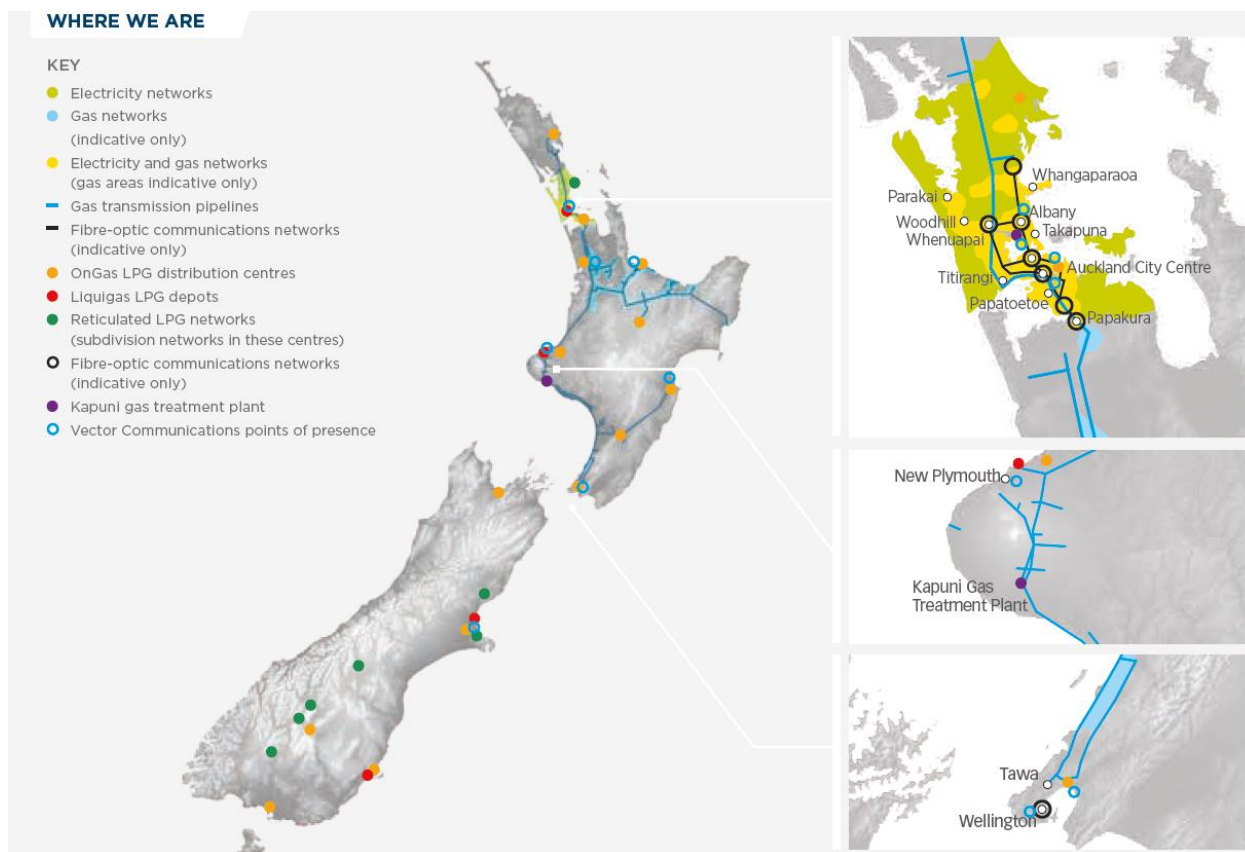 WHERE WE ARE
KEY
Electricity networks
Gas networks
(indicative only)
Electricity and gas networks
(gas areas indicative only)
Gas transmission pipelines
Fibre-optic communications networks
(indicative only)
OnGas LPG distribution centres
Liquigas LPG depots
Reticulated LPG networks
(subdivision networks in these centres)
Fibre-optic communications networks
(indicative only)
Kapuni gas treatment plant
Vector Communications points of presence
Whangaparaoa
Parakai
Albany
Woodhill
Takapuna
Whenuapai
Auckland City Centre
Titirangi
Papatoetoe
Papakura
New Plymouth
Kapuni Gas
Treatment Plant
Tawa
Wellington